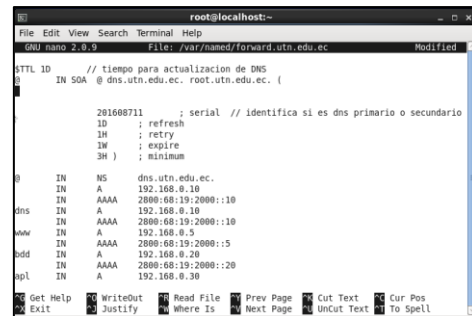 root@localhost:~
File Edit View Search Terminal Help
GNU nano 2.0.9 File: /var/named/forward.utn.edu.ec Modified
$TTL 1D // tiempo para actualizacion de DNS
@ IN SOA @ dns.utn.edu.ec. root.utn.edu.ec. (
201608711 ; serial // identifica si es dns primario o secundario
1D ; refresh
1H ; retry
1W ; expire
3H ) ; minimum
@ IN NS dns.utn.edu.ec.
IN A 192.168.0.10
IN AAAA 2800:68:19:2000::10
dns IN A 192.168.0.10
IN AAAA 2800:68:19:2000::10
www IN A 192.168.0.5
IN AAAA 2800:68:19:2000::5
bdd IN A 192.168.0.20
IN AAAA 2800:68:19:2000::20
apl IN A 192.168.0.30
^G Get Help ^O WriteOut ^R Read File ^Y Prev Page ^K Cut Text ^C Cur Pos
^X Exit ^J Justify ^W Where Is ^V Next Page ^U UnCut Text ^T To Spell